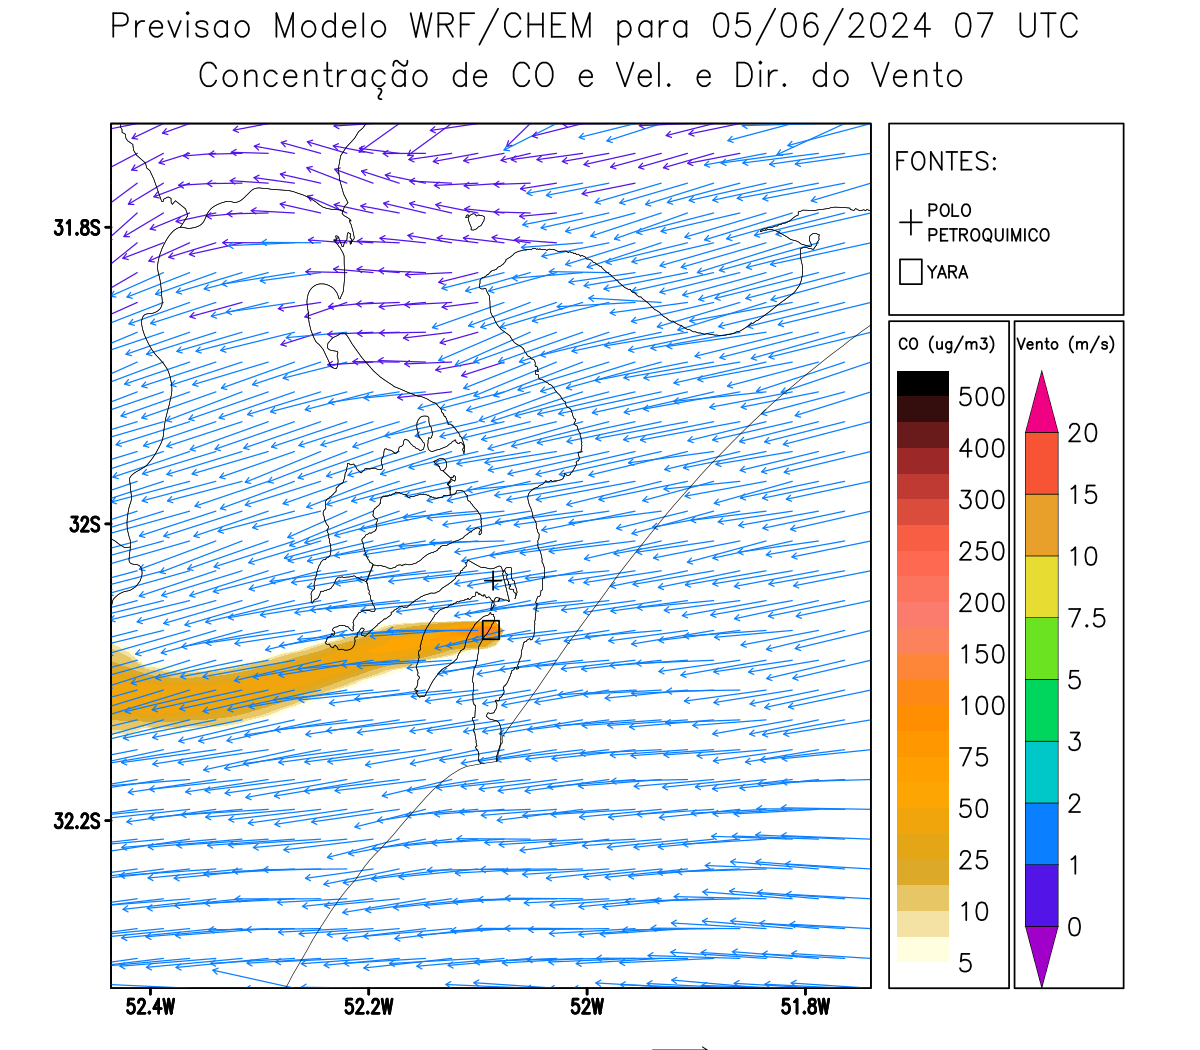 Previsao Modelo WRF/CHEM para 05/06/2024 07 UTC
Concentração de CO e Vel. e Dir. do Vento
FONTES:
POLO
PETROQUIMICO
YARA
CO (ug/m3)
500
400
300
250
200
150
100
75
50
25
10
5
Vento (m/s)
20
15
10
7.5
5
3
2
1
0
31.8S
32S
32.2S
52.4W
52.2W
52W
51.8W